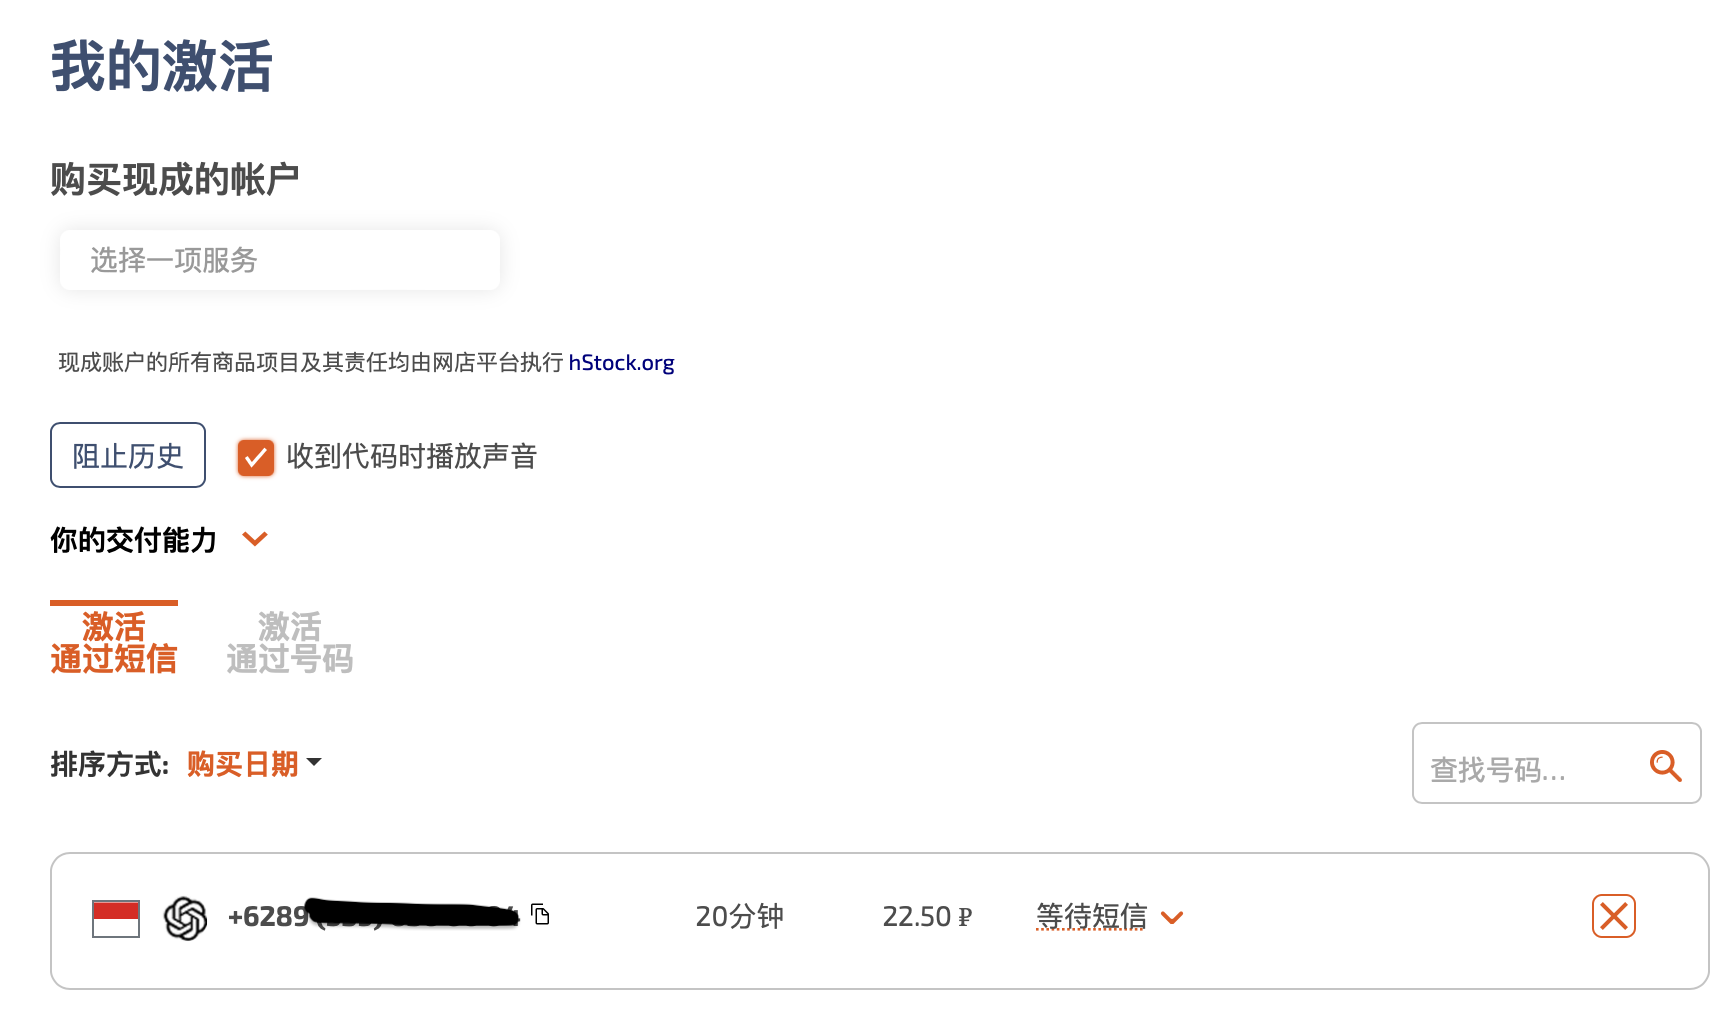 我的激活
购买现成的帐户
选择一项服务
现成账户的所有商品项目及其责任均由网店平台执行 hStock.org
阻止历史 收到代码时播放声音
你的交付能力
激活 通过短信
激活 通过号码
排序方式: 购买日期
查找号码...
+6289 20分钟 22.50 ₽ 等待短信